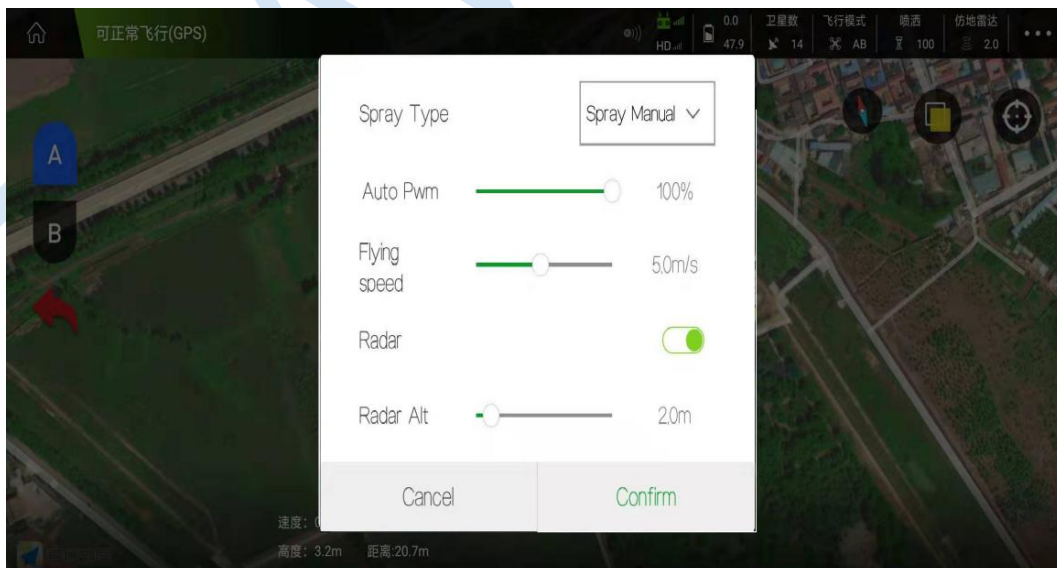 可正常飞行(GPS)
HD
0.0
47.9
卫星数
14
飞行模式
AB
喷洒
100
仿地雷达
2.0
A
B
Spray Type
Spray Manual
Auto Pwm
100%
Flying
speed
5.0m/s
Radar
Radar Alt
2.0m
Cancel
Confirm
速度：
高度：3.2m
距离:20.7m